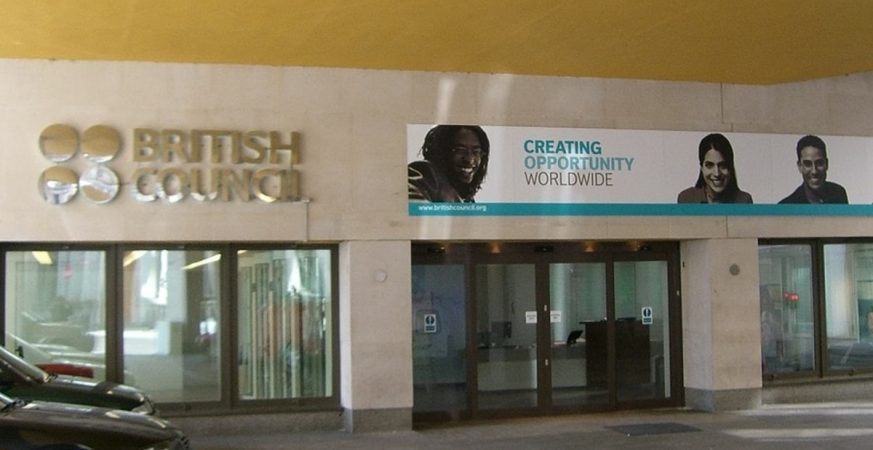 BRITISH
COUNCIL
CREATING
OPPORTUNITY
WORLDWIDE
www.britishcouncil.org